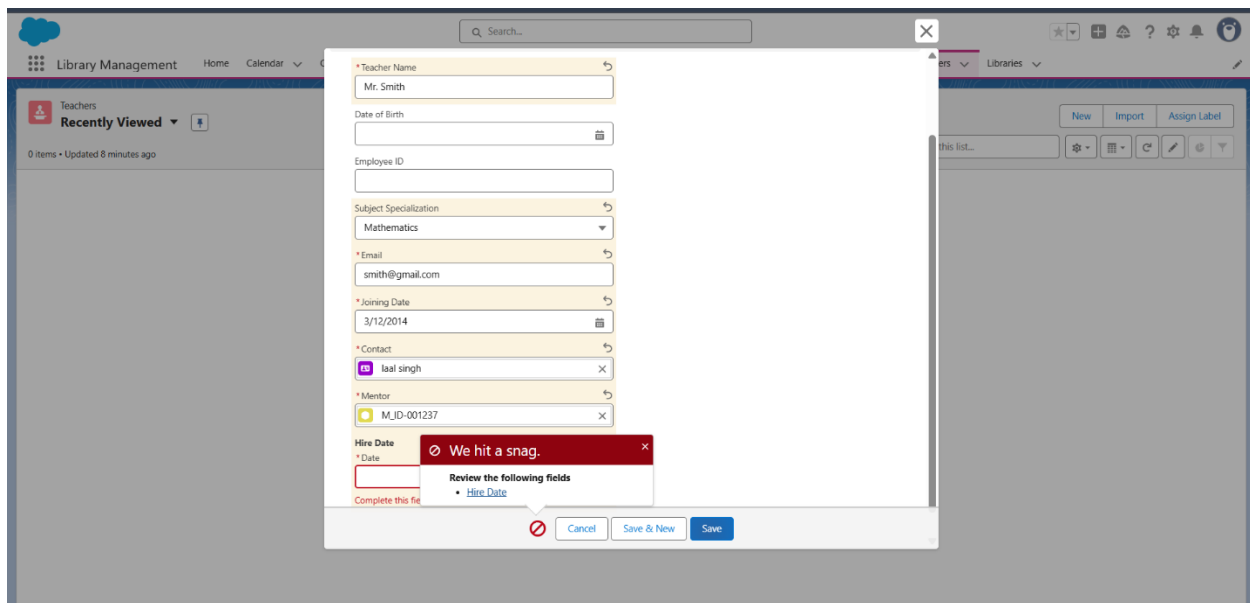 Search...
Library Management Home Calendar C ers Libraries
Teachers
Recently Viewed
New Import Assign Label
0 items • Updated 8 minutes ago
this list...
*Teacher Name
Mr. Smith
Date of Birth
Employee ID
Subject Specialization
Mathematics
*Email
smith@gmail.com
*Joining Date
3/12/2014
*Contact
laal singh
*Mentor
M_ID-001237
Hire Date
*Date
We hit a snag.
Review the following fields
• Hire Date
Complete this fie
Cancel Save & New Save